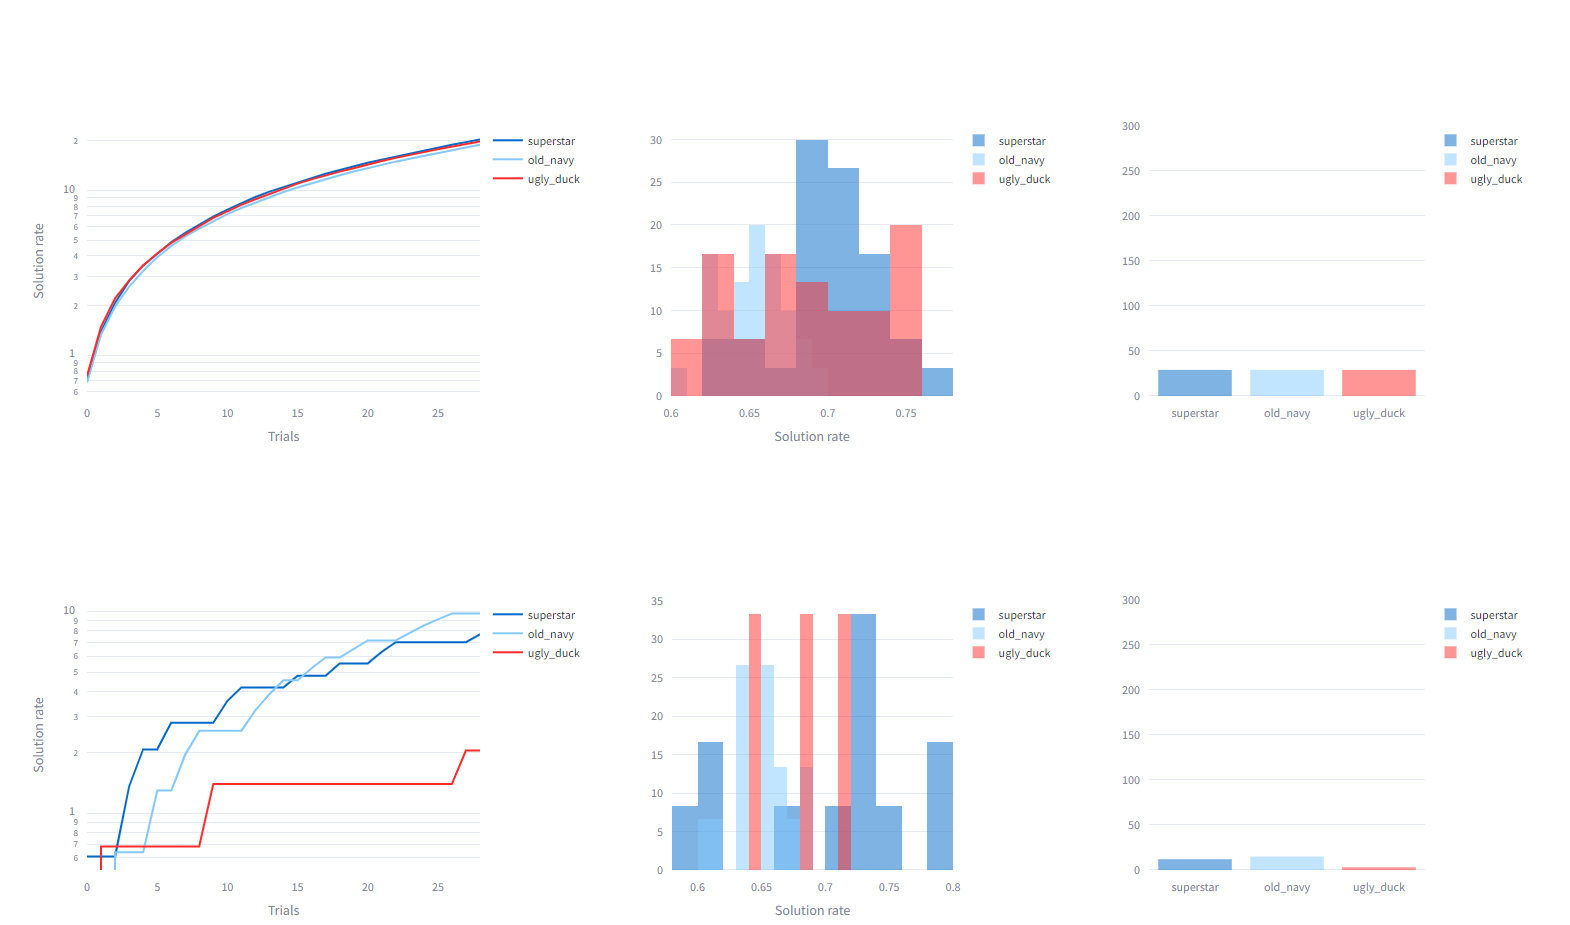 2
10
9
8
7
6
5
4
3
2
1
9
8
7
6
0
5
10
15
20
25
Trials
Solution rate
superstar
old_navy
ugly_duck
30
25
20
15
10
5
0
0.6
0.65
0.7
0.75
Solution rate
superstar
old_navy
ugly_duck
300
250
200
150
100
50
0
superstar
old_navy
ugly_duck
superstar
old_navy
ugly_duck
10
9
8
7
6
5
4
3
2
1
9
8
7
6
0
5
10
15
20
25
Trials
Solution rate
superstar
old_navy
ugly_duck
35
30
25
20
15
10
5
0
0.6
0.65
0.7
0.75
0.8
Solution rate
superstar
old_navy
ugly_duck
300
250
200
150
100
50
0
superstar
old_navy
ugly_duck
superstar
old_navy
ugly_duck